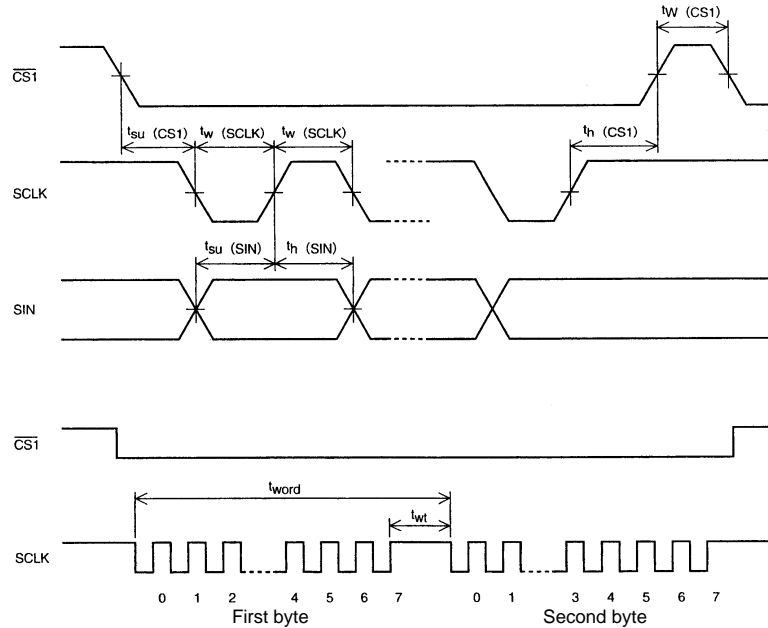 tW (CS1)
CS1
tsu (CS1) tw (SCLK) tw (SCLK)
th (CS1)
SCLK
tsu (SIN) th (SIN)
SIN
CS1
tword
twt
SCLK
0 1 2 4 5 6 7 0 1 3 4 5 6 7
First byte Second byte